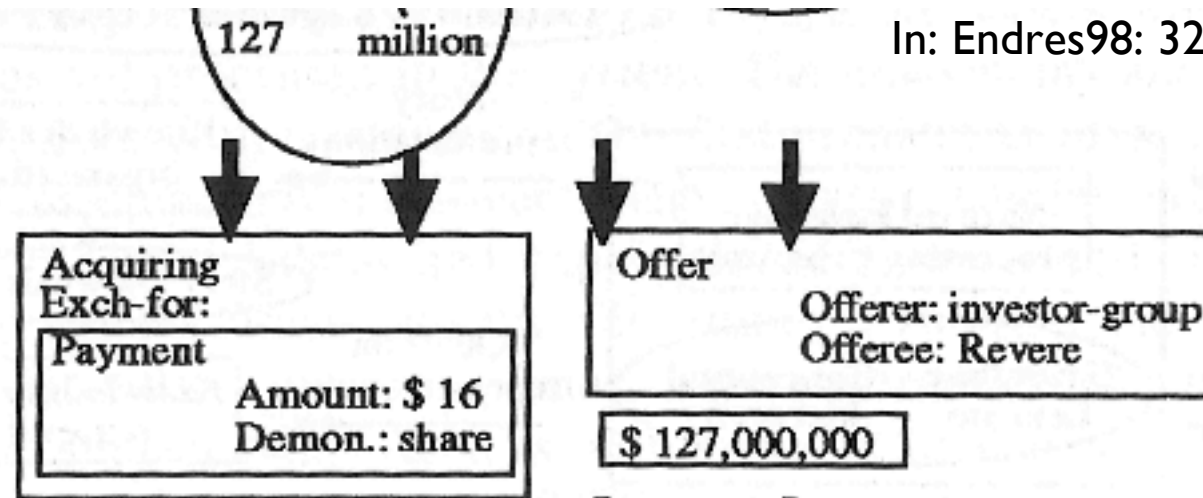 127 million
In: Endres98: 32
Acquiring
Exch-for:
Payment
Amount: $ 16
Demon.: share
Offer
Offerer: investor-group
Offeree: Revere
$ 127,000,000